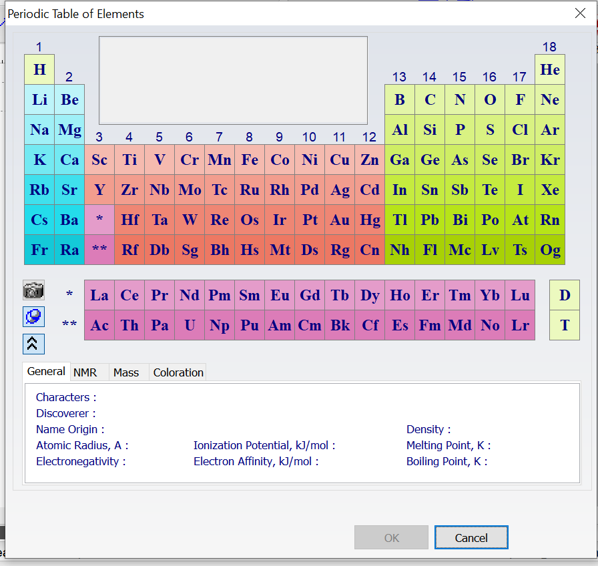 Periodic Table of Elements
1 18
H He
2 13 14 15 16 17
Li Be B C N O F Ne
Na Mg Al Si P S Cl Ar
3 4 5 6 7 8 9 10 11 12
K Ca Sc Ti V Cr Mn Fe Co Ni Cu Zn Ga Ge As Se Br Kr
Rb Sr Y Zr Nb Mo Tc Ru Rh Pd Ag Cd In Sn Sb Te I Xe
Cs Ba * Hf Ta W Re Os Ir Pt Au Hg Tl Pb Bi Po At Rn
Fr Ra ** Rf Db Sg Bh Hs Mt Ds Rg Cn Nh Fl Mc Lv Ts Og
* La Ce Pr Nd Pm Sm Eu Gd Tb Dy Ho Er Tm Yb Lu D
** Ac Th Pa U Np Pu Am Cm Bk Cf Es Fm Md No Lr T
General NMR Mass Coloration
Characters :
Discoverer :
Name Origin : Density :
Atomic Radius, A : Ionization Potential, kJ/mol : Melting Point, K :
Electronegativity : Electron Affinity, kJ/mol : Boiling Point, K :
OK Cancel